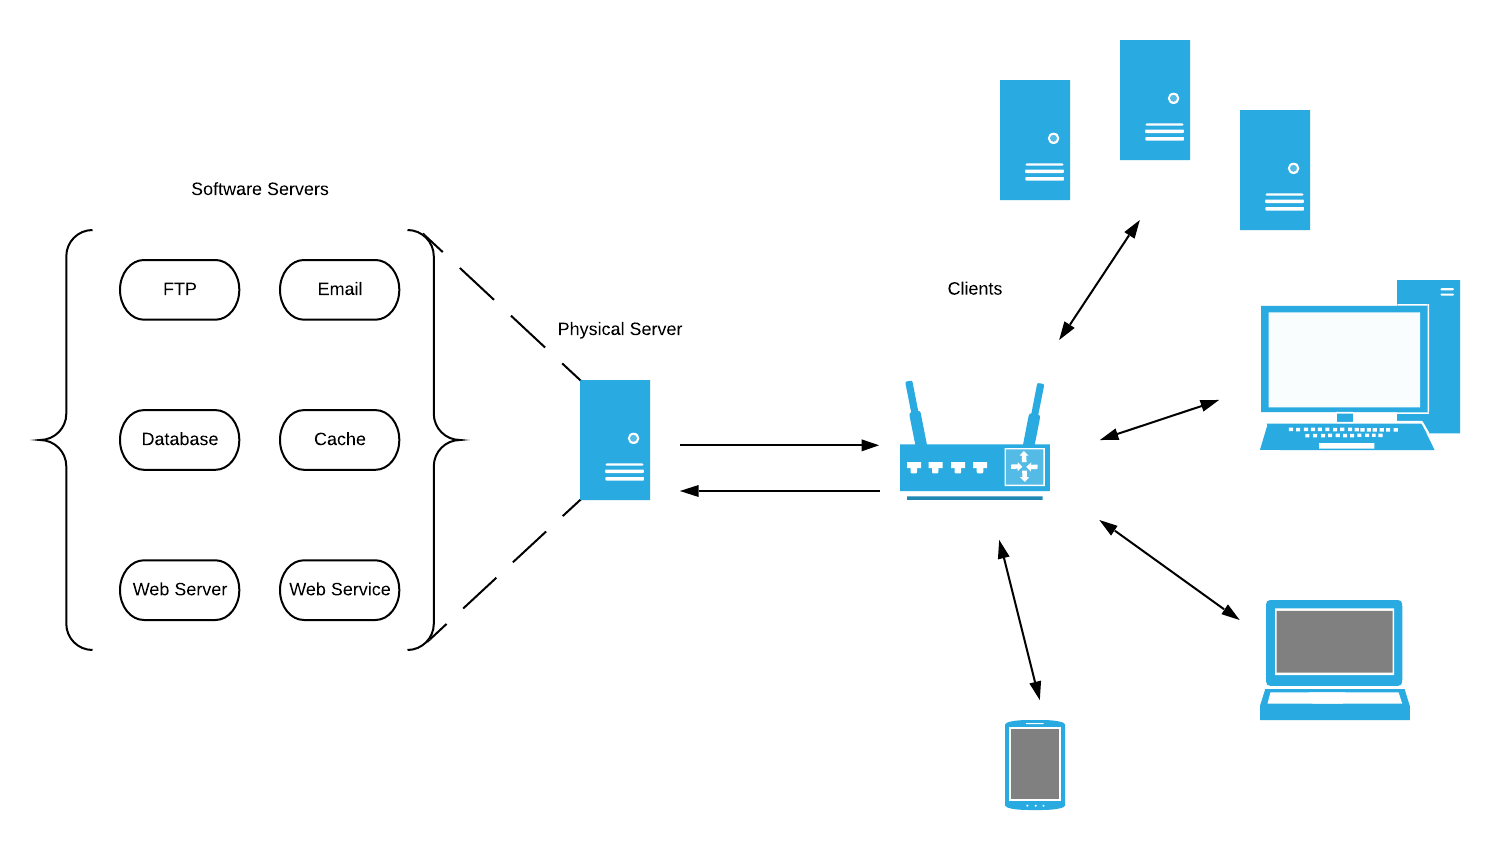 Software Servers
FTP
Email
Database
Cache
Web Server
Web Service
Physical Server
Clients